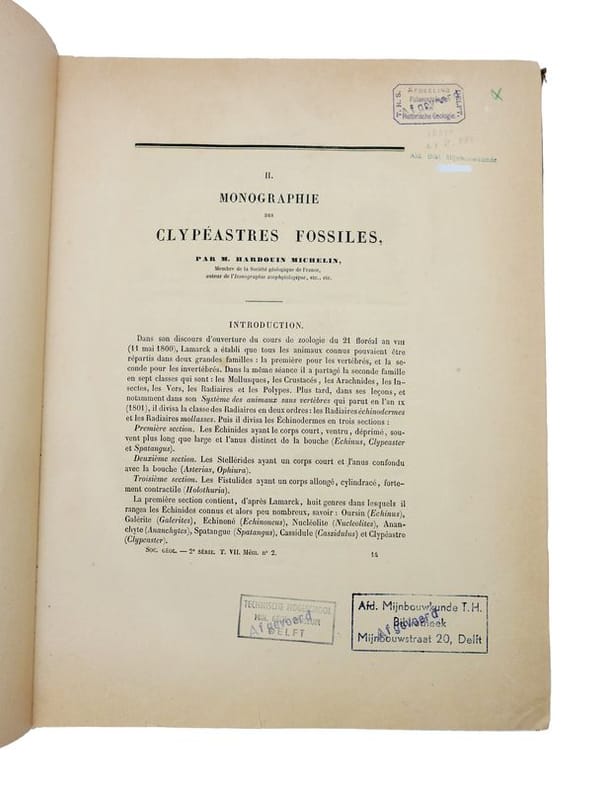 T. H. S.
AFDEELING
Historische Geologie.
DELFT.
Afgevoerd
Afd. Bibl. Mijnbouwkunde
II.
MONOGRAPHIE
DES
CLYPÉASTRES FOSSILES,
PAR M. HARDOUIN MICHELIN,
Membre de la Société géologique de France,
auteur de l'Iconographie zoophytologique, etc., etc.
INTRODUCTION.
Dans son discours d'ouverture du cours de zoologie du 21 floréal an VIII
(11 mai 1800), Lamarck a établi que tous les animaux connus pouvaient être
répartis dans deux grandes familles : la première pour les vertébrés, et la se-
conde pour les invertébrés. Dans la même séance il a partagé la seconde famille
en sept classes qui sont : les Mollusques, les Crustacés, les Arachnides, les In-
sectes, les Vers, les Radiaires et les Polypes. Plus tard, dans ses leçons, et
notamment dans son Système des animaux sans vertèbres qui parut en l'an IX
(1801), il divisa la classe des Radiaires en deux ordres : les Radiaires échinodermes
et les Radiaires mollasses. Puis il divisa les Échinodermes en trois sections :
Première section. Les Échinides ayant le corps court, ventru, déprimé, sou-
vent plus long que large et l'anus distinct de la bouche (Echinus, Clypeaster
et Spatangus).
Deuxième section. Les Stellérides ayant un corps court et l'anus confondu
avec la bouche (Asterias, Ophiura).
Troisième section. Les Fistulides ayant un corps allongé, cylindracé, forte-
ment contractile (Holothuria).
La première section contient, d'après Lamarck, huit genres dans lesquels il
rangea les Échinides connus et alors peu nombreux, savoir : Oursin (Echinus),
Galérite (Galerites), Echinoné (Echinoneus), Nucléolite (Nucleolites), Anan-
chyte (Ananchytes), Spatangue (Spatangus), Cassidule (Cassidulus) et Clypéastre
(Clypeaster).
SOC. GÉOL. — 2e SÉRIE. T. VII. Mém. n° 2. 14
TECHNISCHE HOGESCHOOL
Afgevoerd
DELFT
Afd. Mijnbouwkunde T.H.
Bibliotheek
Afgevoerd
Mijnbouwstraat 20, Delft